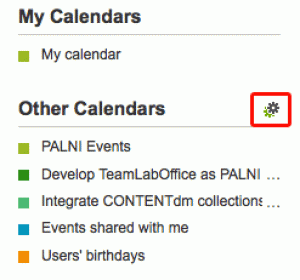 My Calendars
My calendar
Other Calendars
PALNI Events
Develop TeamLabOffice as PALNI ...
Integrate CONTENTdm collections ...
Events shared with me
Users' birthdays